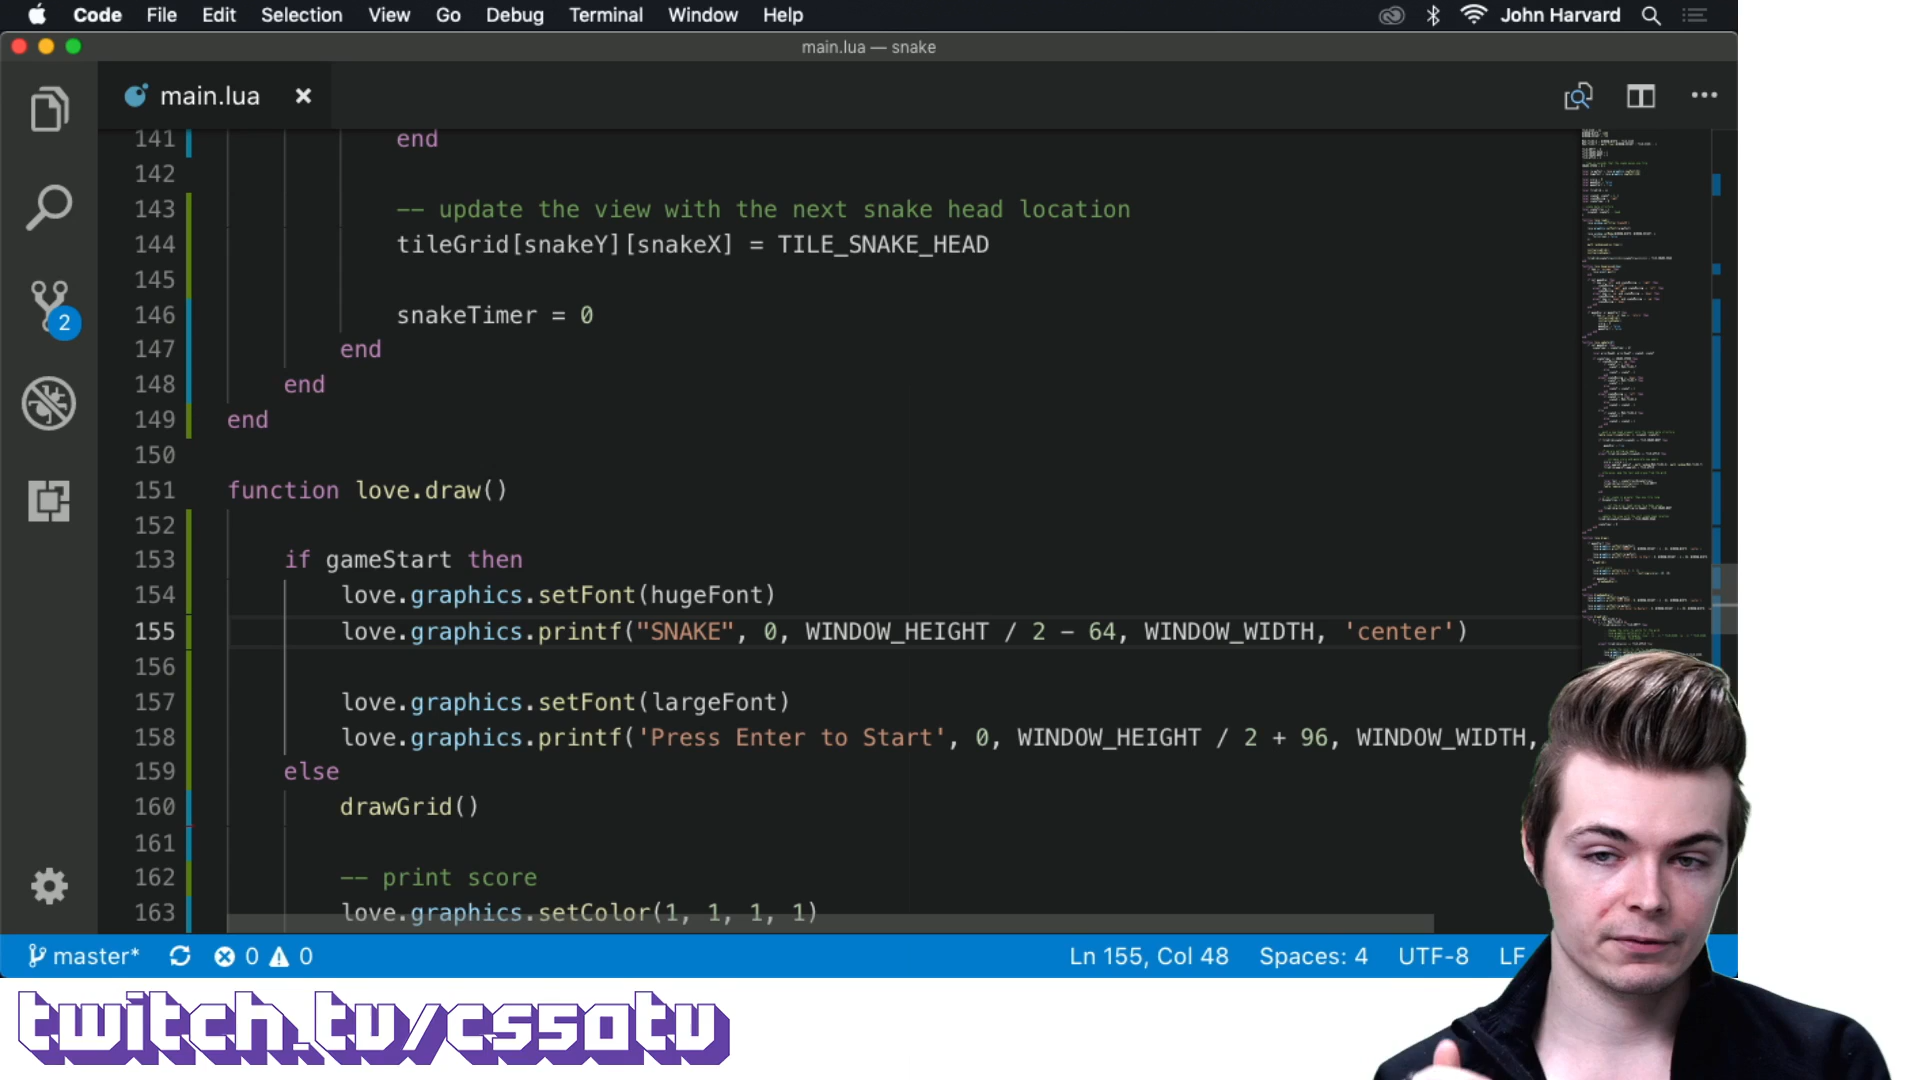 Code File Edit Selection View Go Debug Terminal Window Help John Harvard
main.lua — snake
main.lua
141 end
142
143 -- update the view with the next snake head location
144 tileGrid[snakeY][snakeX] = TILE_SNAKE_HEAD
145
146 snakeTimer = 0
147 end
148 end
149 end
150
151 function love.draw()
152
153 if gameStart then
154 love.graphics.setFont(hugeFont)
155 love.graphics.printf("SNAKE", 0, WINDOW_HEIGHT / 2 - 64, WINDOW_WIDTH, 'center')
156
157 love.graphics.setFont(largeFont)
158 love.graphics.printf('Press Enter to Start', 0, WINDOW_HEIGHT / 2 + 96, WINDOW_WIDTH,
159 else
160 drawGrid()
161
162 -- print score
163 love.graphics.setColor(1, 1, 1, 1)
2
master* 0 0 Ln 155, Col 48 Spaces: 4 UTF-8 LF
twitch.tv/cs50tv